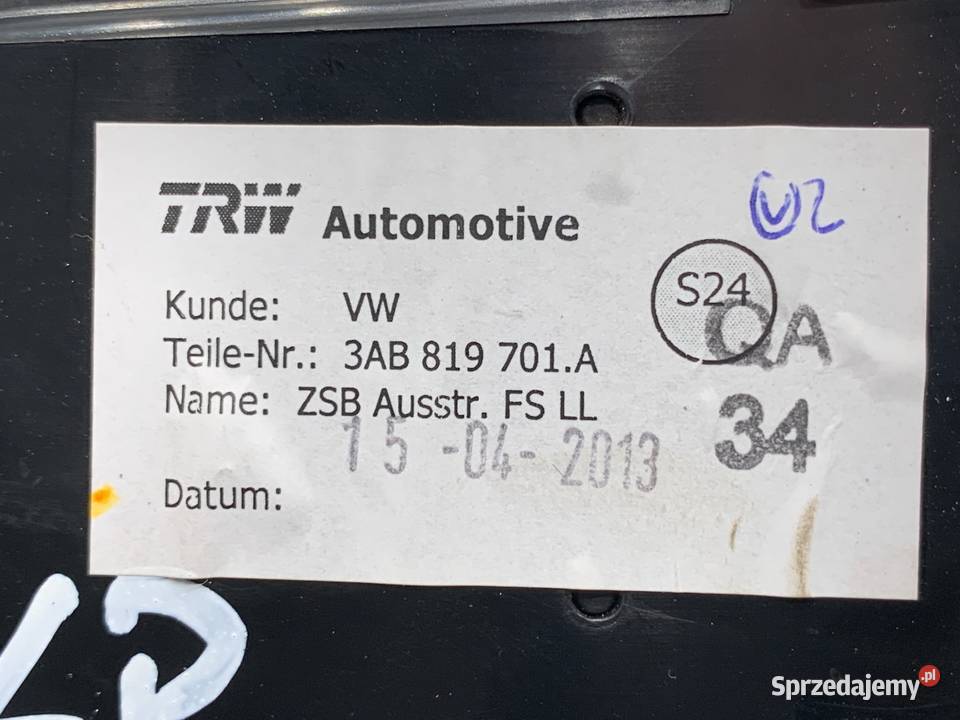 TRW Automotive
S24
QA
34
Kunde: VW
Teile-Nr.: 3AB 819 701.A
Name: ZSB Ausstr. FS LL
15-04-2013
Datum:
Sprzedajemy.pl